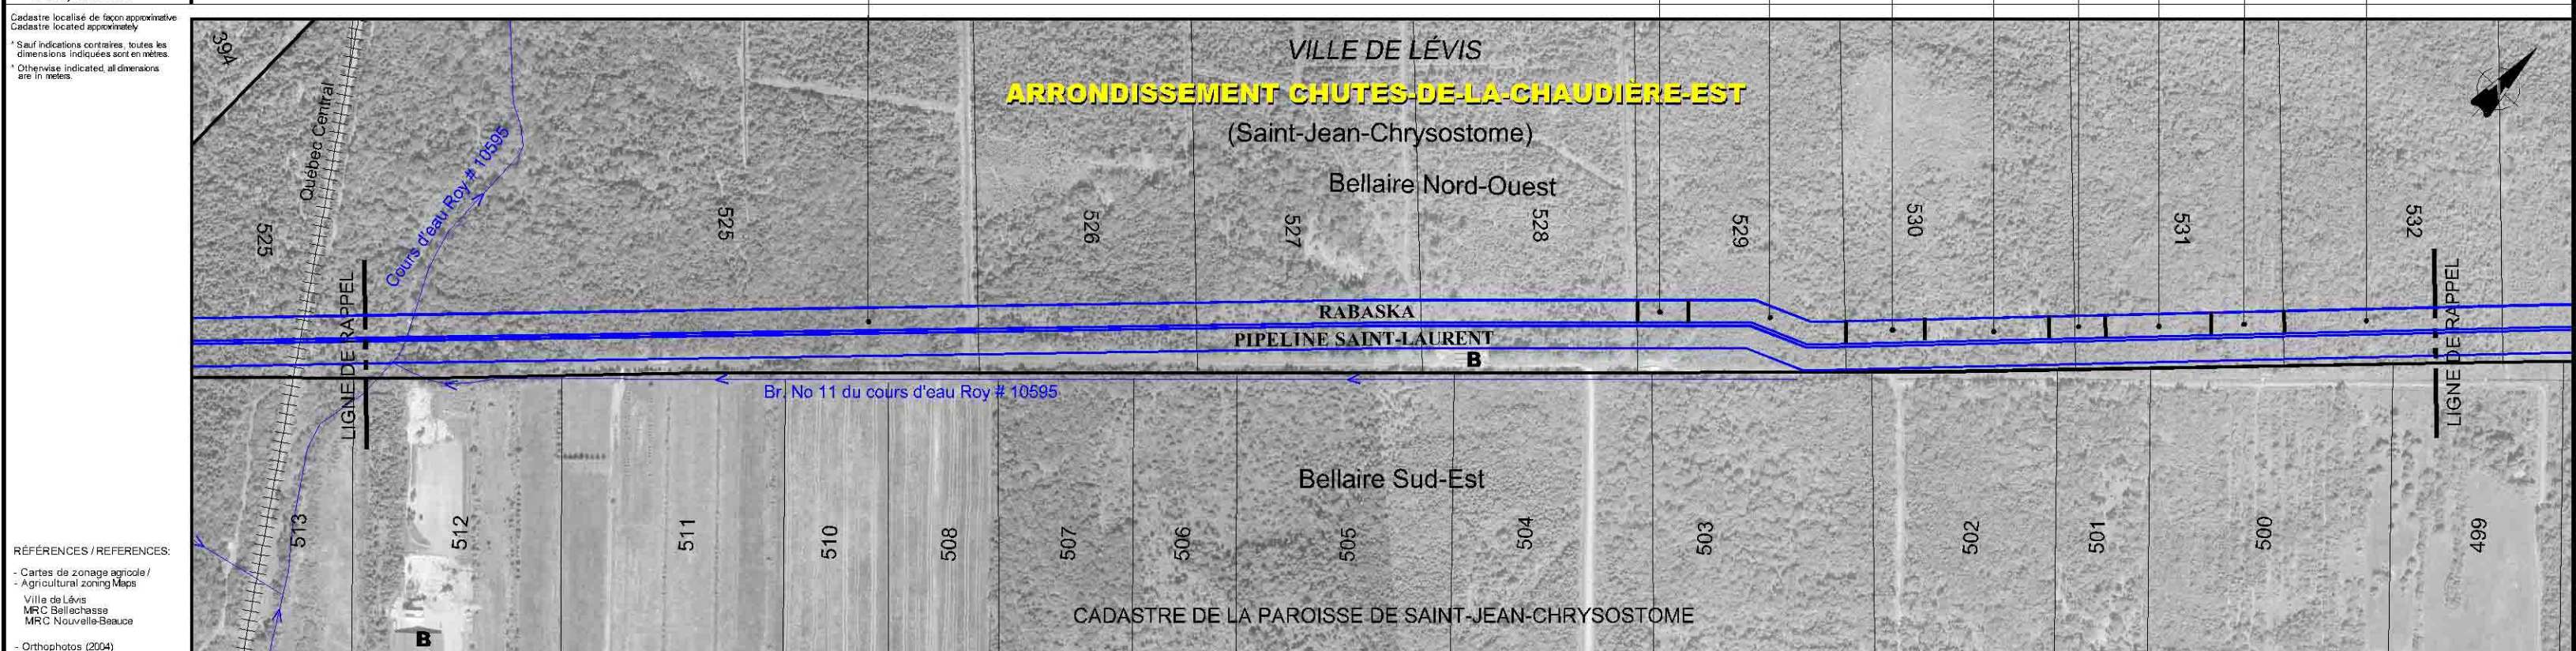 Cadastre localisé de façon approximative
Cadastre located approximately
* Sauf indications contraires, toutes les
dimensions indiquées sont en mètres.
* Otherwise indicated, all dimensions
are in meters.
RÉFÉRENCES / REFERENCES:
- Cartes de zonage agricole /
- Agricultural zoning Maps
Ville de Lévis
MRC Bellechasse
MRC Nouvelle-Beauce
- Orthophotos (2004)
394
Québec Central
Cours d'eau Roy # 10595
VILLE DE LÉVIS
ARRONDISSEMENT CHUTES-DE-LA-CHAUDIÈRE-EST
(Saint-Jean-Chrysostome)
Bellaire Nord-Ouest
525
525
526
527
528
529
530
531
532
LIGNE DE RAPPEL
RABASKA
PIPELINE SAINT-LAURENT
B
LIGNE DE RAPPEL
Br. No 11 du cours d'eau Roy # 10595
Bellaire Sud-Est
513
512
511
510
508
507
506
505
504
503
502
501
500
499
CADASTRE DE LA PAROISSE DE SAINT-JEAN-CHRYSOSTOME
B